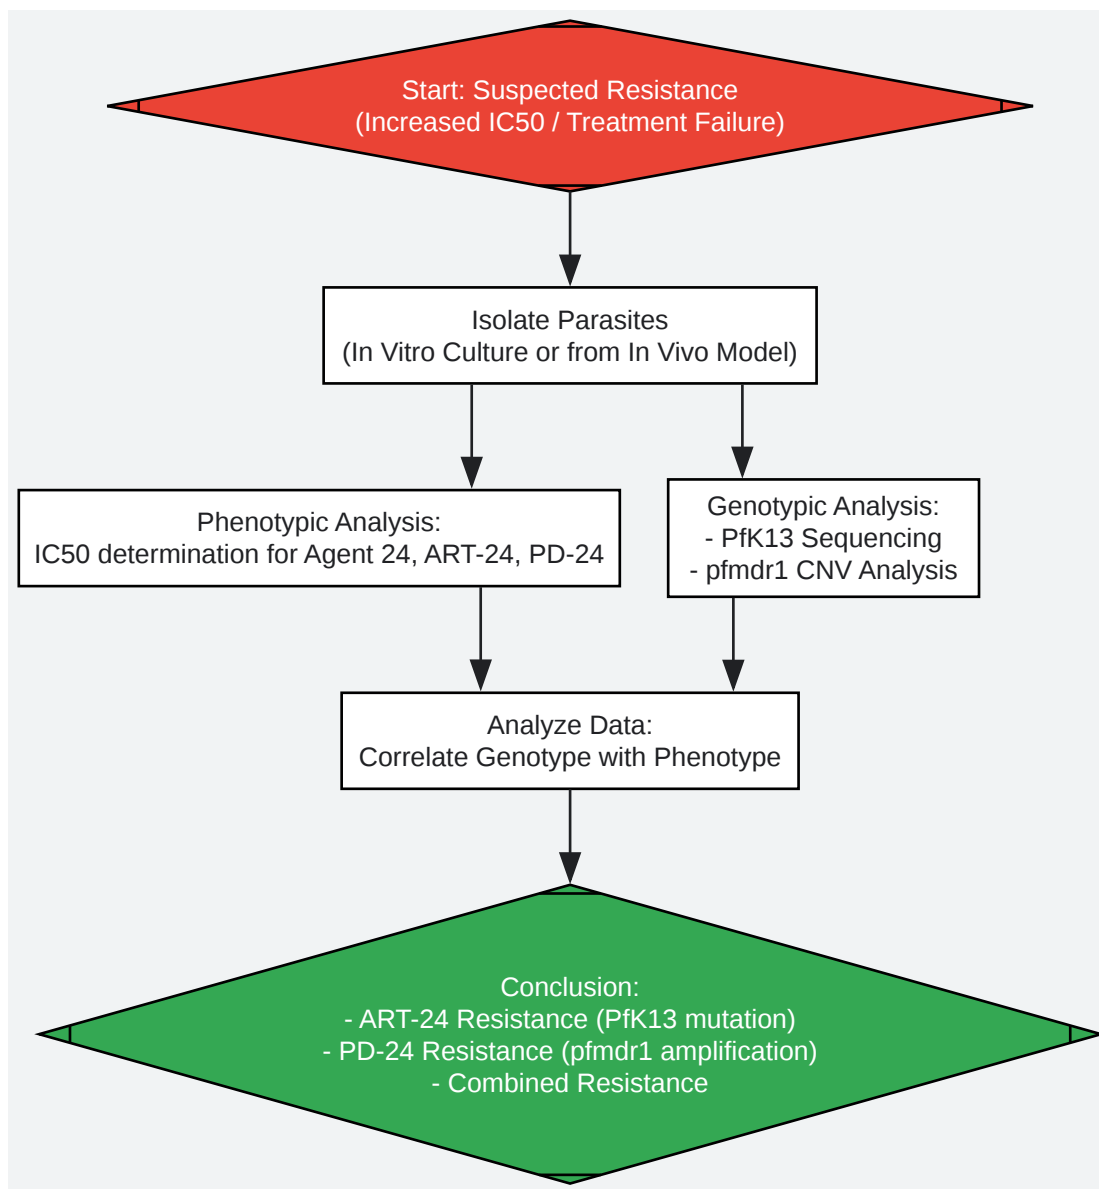 Start: Suspected Resistance
(Increased IC50 / Treatment Failure)
Isolate Parasites
(In Vitro Culture or from In Vivo Model)
Phenotypic Analysis:
IC50 determination for Agent 24, ART-24, PD-24
Genotypic Analysis:
- PfK13 Sequencing
- pfmdr1 CNV Analysis
Analyze Data:
Correlate Genotype with Phenotype
Conclusion:
- ART-24 Resistance (PfK13 mutation)
- PD-24 Resistance (pfmdr1 amplification)
- Combined Resistance